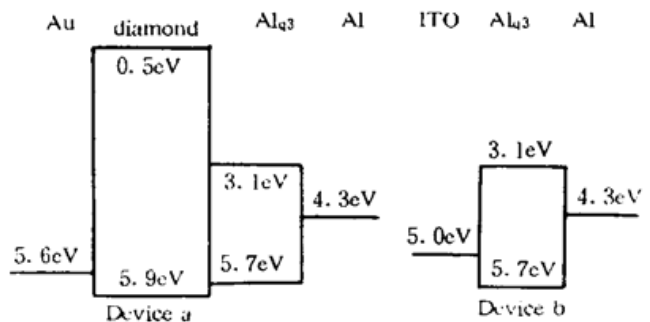 Au diamond Alq3 Al
0.5eV
3.1eV
4.3eV
5.6eV
5.9eV
5.7eV
Device a
ITO Alq3 Al
3.1eV
4.3eV
5.0eV
5.7eV
Device b